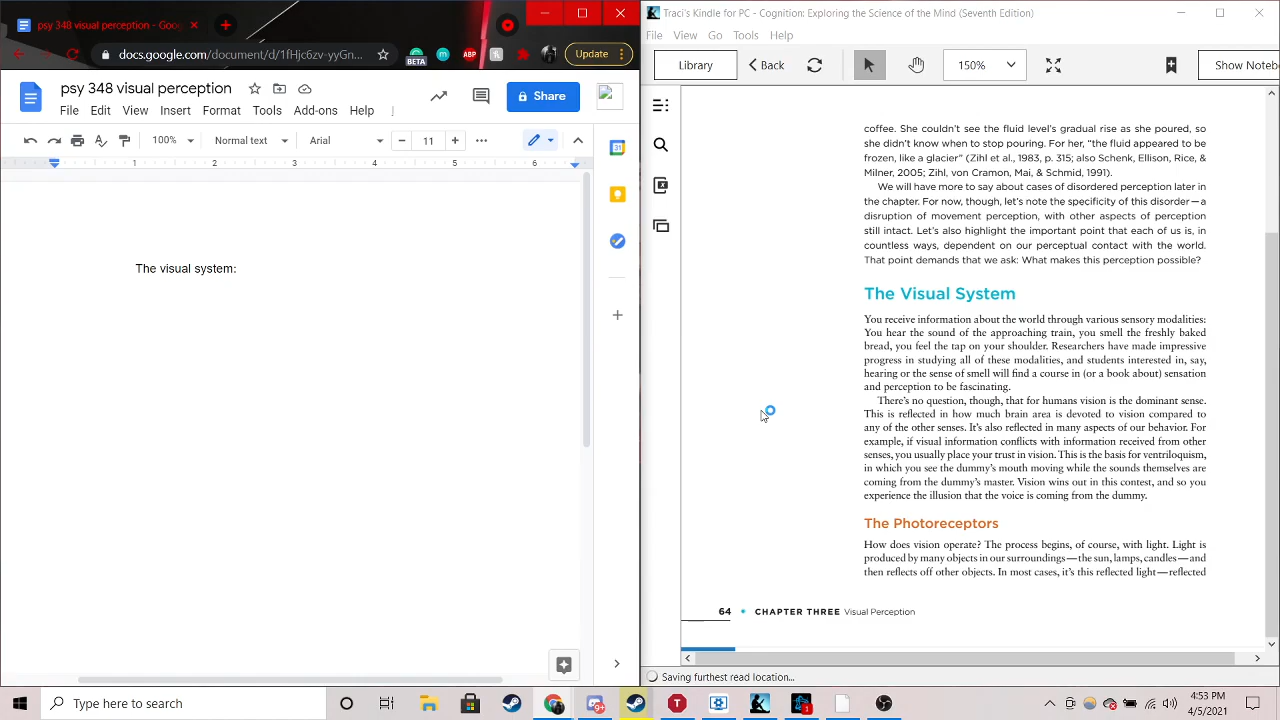 psy 348 visual perception - Goo
docs.google.com/document/d/1fHjc6zv-yyGn...
BETA
ABP
Update
psy 348 visual perception
File Edit View Insert Format Tools Add-ons Help
Share
100% Normal text Arial 11
1 2 3 4 5 6
31
The visual system:
Traci's Kindle for PC - Cognition: Exploring the Science of the Mind (Seventh Edition)
File View Go Tools Help
Library Back 150% Show Noteb
coffee. She couldn't see the fluid level's gradual rise as she poured, so
she didn't know when to stop pouring. For her, "the fluid appeared to be
frozen, like a glacier" (Zihl et al., 1983, p. 315; also Schenk, Ellison, Rice, &
Milner, 2005; Zihl, von Cramon, Mai, & Schmid, 1991).
We will have more to say about cases of disordered perception later in
the chapter. For now, though, let's note the specificity of this disorder—a
disruption of movement perception, with other aspects of perception
still intact. Let's also highlight the important point that each of us is, in
countless ways, dependent on our perceptual contact with the world.
That point demands that we ask: What makes this perception possible?
The Visual System
You receive information about the world through various sensory modalities:
You hear the sound of the approaching train, you smell the freshly baked
bread, you feel the tap on your shoulder. Researchers have made impressive
progress in studying all of these modalities, and students interested in, say,
hearing or the sense of smell will find a course in (or a book about) sensation
and perception to be fascinating.
There's no question, though, that for humans vision is the dominant sense.
This is reflected in how much brain area is devoted to vision compared to
any of the other senses. It's also reflected in many aspects of our behavior. For
example, if visual information conflicts with information received from other
senses, you usually place your trust in vision. This is the basis for ventriloquism,
in which you see the dummy's mouth moving while the sounds themselves are
coming from the dummy's master. Vision wins out in this contest, and so you
experience the illusion that the voice is coming from the dummy.
The Photoreceptors
How does vision operate? The process begins, of course, with light. Light is
produced by many objects in our surroundings—the sun, lamps, candles—and
then reflects off other objects. In most cases, it's this reflected light—reflected
64 • CHAPTER THREE Visual Perception
Saving furthest read location...
Type here to search
4:53 PM
4/5/2021